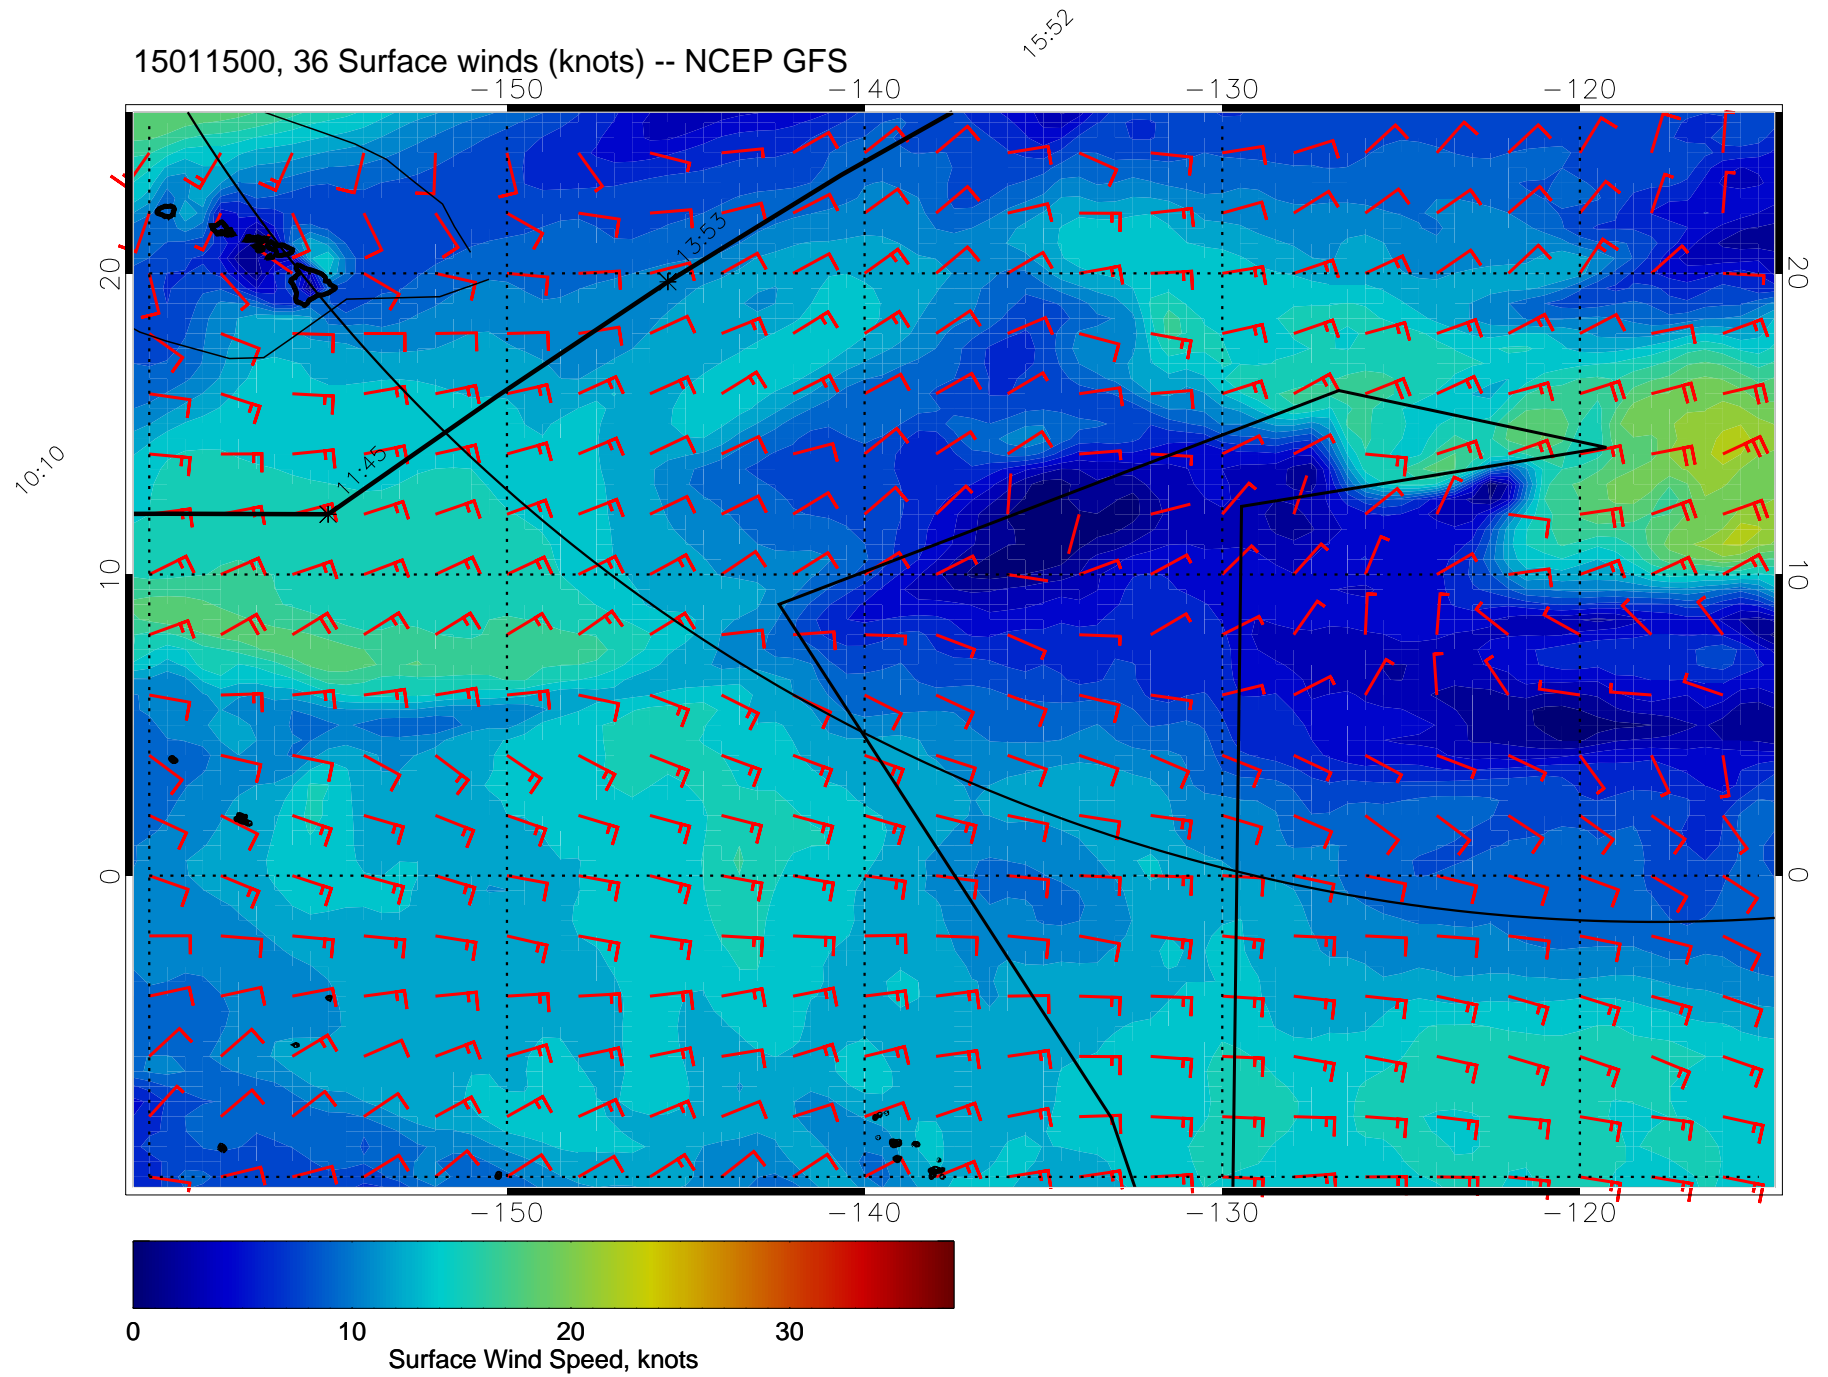 15:52
15011500, 36 Surface winds (knots) -- NCEP GFS
-150 -140 -130 -120
13:53
20 20
10:10
11:45
10 10
0 0
-150 -140 -130 -120
0 10 20 30
Surface Wind Speed, knots